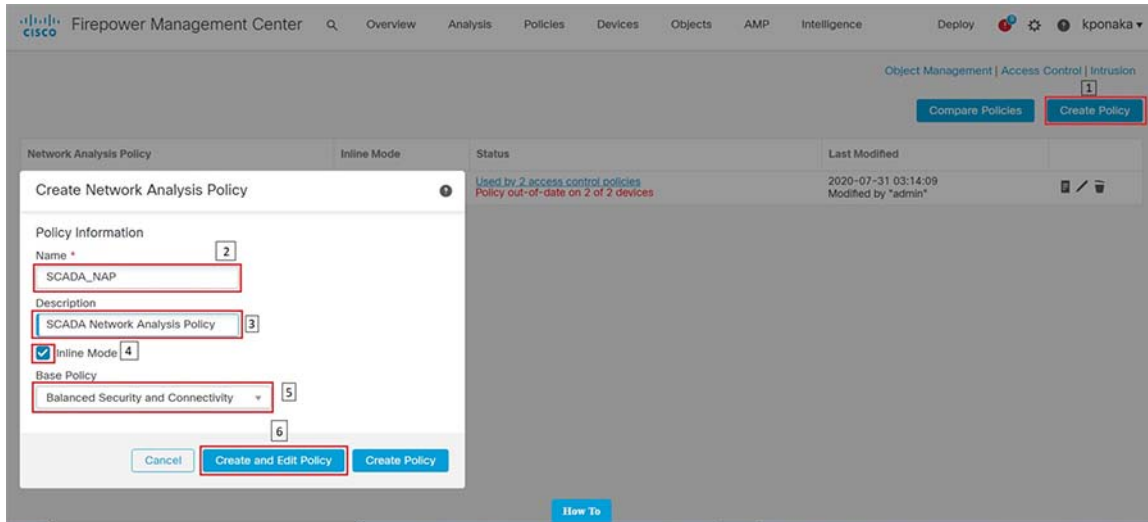 CISCO Firepower Management Center Overview Analysis Policies Devices Objects AMP Intelligence Deploy kponaka
Object Management | Access Control | Intrusion
1
Compare Policies Create Policy
Network Analysis Policy Inline Mode Status Last Modified
Used by 2 access control policies
Policy out-of-date on 2 of 2 devices
2020-07-31 03:14:09
Modified by "admin"
Create Network Analysis Policy
Policy Information
Name *
2
SCADA_NAP
Description
SCADA Network Analysis Policy 3
Inline Mode 4
Base Policy
Balanced Security and Connectivity 5
6
Cancel Create and Edit Policy Create Policy
How To